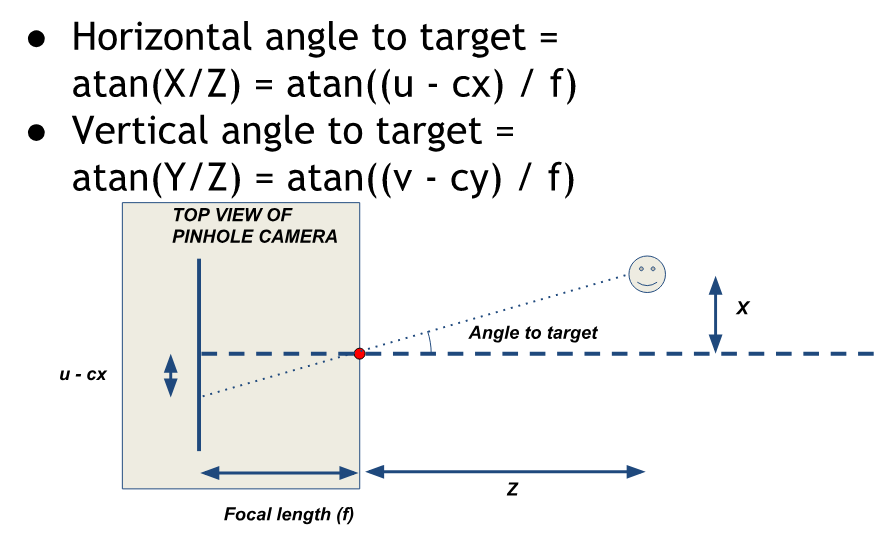 ● Horizontal angle to target =
atan(X/Z) = atan((u - cx) / f)
● Vertical angle to target =
atan(Y/Z) = atan((v - cy) / f)
TOP VIEW OF
PINHOLE CAMERA
X
Angle to target
u - cx
Z
Focal length (f)